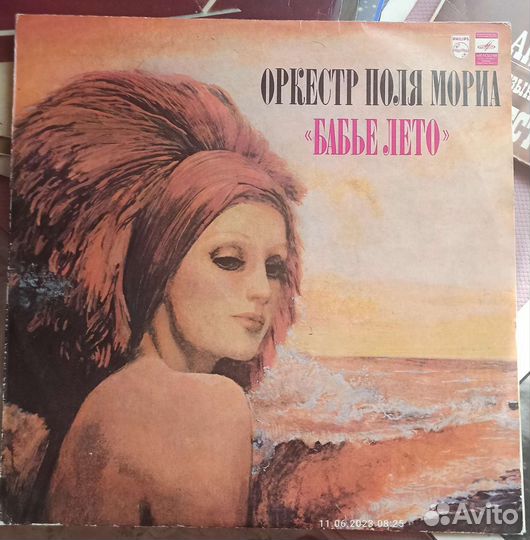 PHILIPS
ОРКЕСТР ПОЛЯ МОРИА
«БАБЬЕ ЛЕТО»
11.06.2023 08:25
Avito